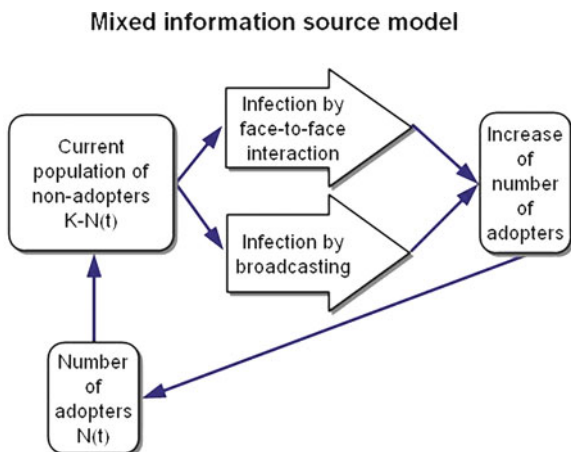 Mixed information source model
Current
population of
non-adopters
K-N(t)
Infection by
face-to-face
interaction
Infection by
broadcasting
Increase
of
number
of
adopters
Number
of
adopters
N(t)